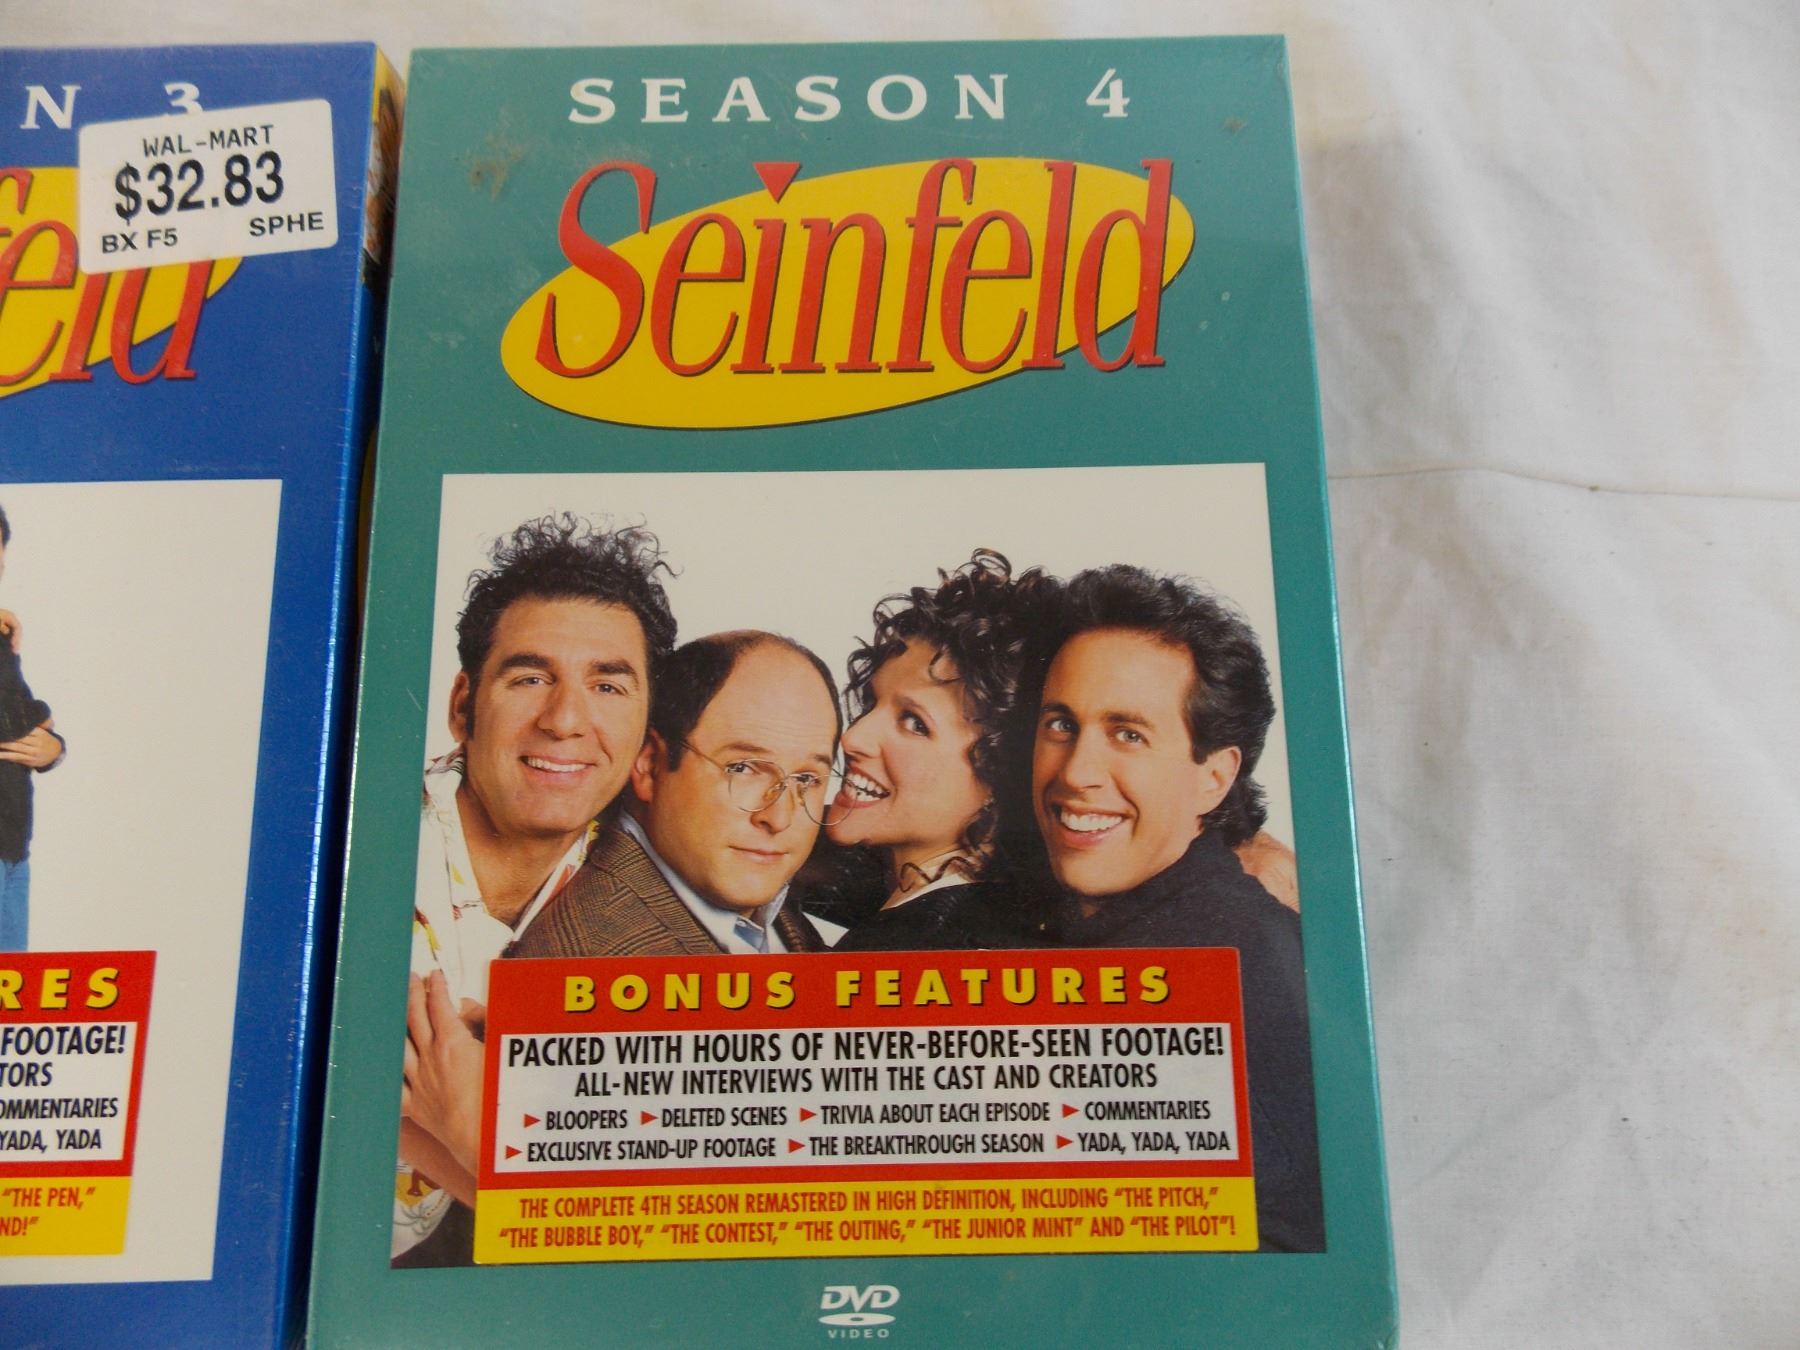 N 3
WAL-MART
$32.83
BX F5 SPHE
feld
RES
FOOTAGE!
TORS
OMMENTARIES
YADA, YADA
"THE PEN,"
ND!"
SEASON 4
Seinfeld
BONUS FEATURES
PACKED WITH HOURS OF NEVER-BEFORE-SEEN FOOTAGE!
ALL-NEW INTERVIEWS WITH THE CAST AND CREATORS
►BLOOPERS ►DELETED SCENES ►TRIVIA ABOUT EACH EPISODE ►COMMENTARIES
►EXCLUSIVE STAND-UP FOOTAGE ►THE BREAKTHROUGH SEASON ►YADA, YADA, YADA
THE COMPLETE 4TH SEASON REMASTERED IN HIGH DEFINITION, INCLUDING "THE PITCH,"
"THE BUBBLE BOY," "THE CONTEST," "THE OUTING," "THE JUNIOR MINT" AND "THE PILOT"!
DVD
VIDEO